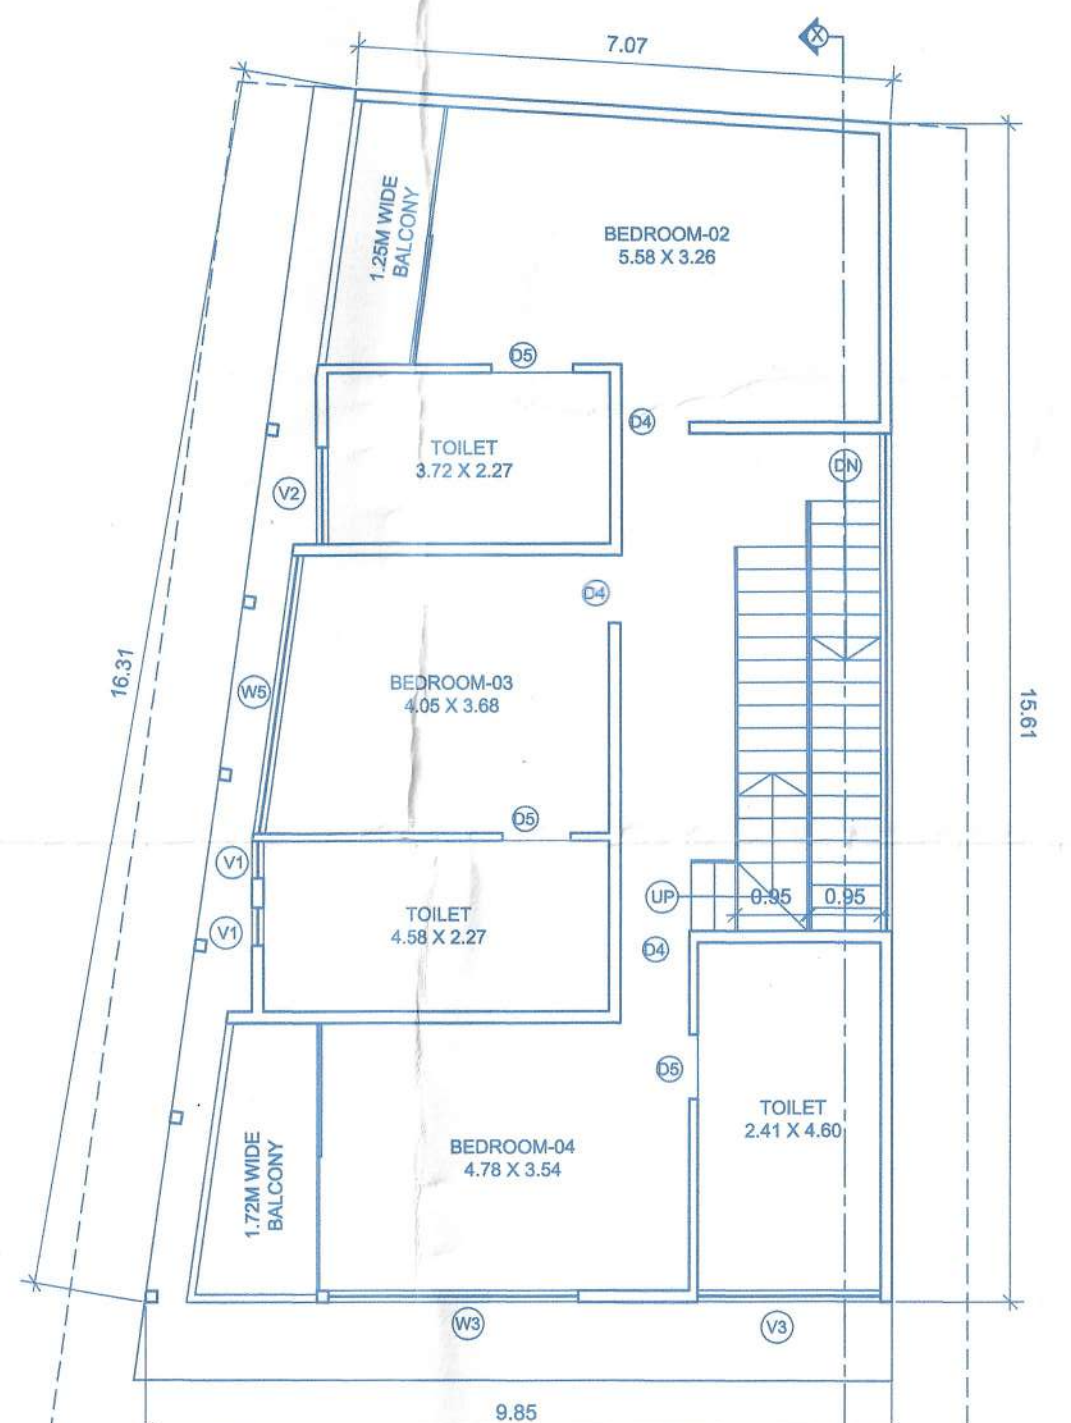 7.07
X
1.25M WIDE
BALCONY
BEDROOM-02
5.58 X 3.26
D5
D4
TOILET
3.72 X 2.27
DN
V2
D4
16.31
W5
BEDROOM-03
4.05 X 3.68
15.61
D5
V1
UP
0.95
0.95
TOILET
4.58 X 2.27
V1
D4
D5
TOILET
2.41 X 4.60
1.72M WIDE
BALCONY
BEDROOM-04
4.78 X 3.54
W3
V3
9.85